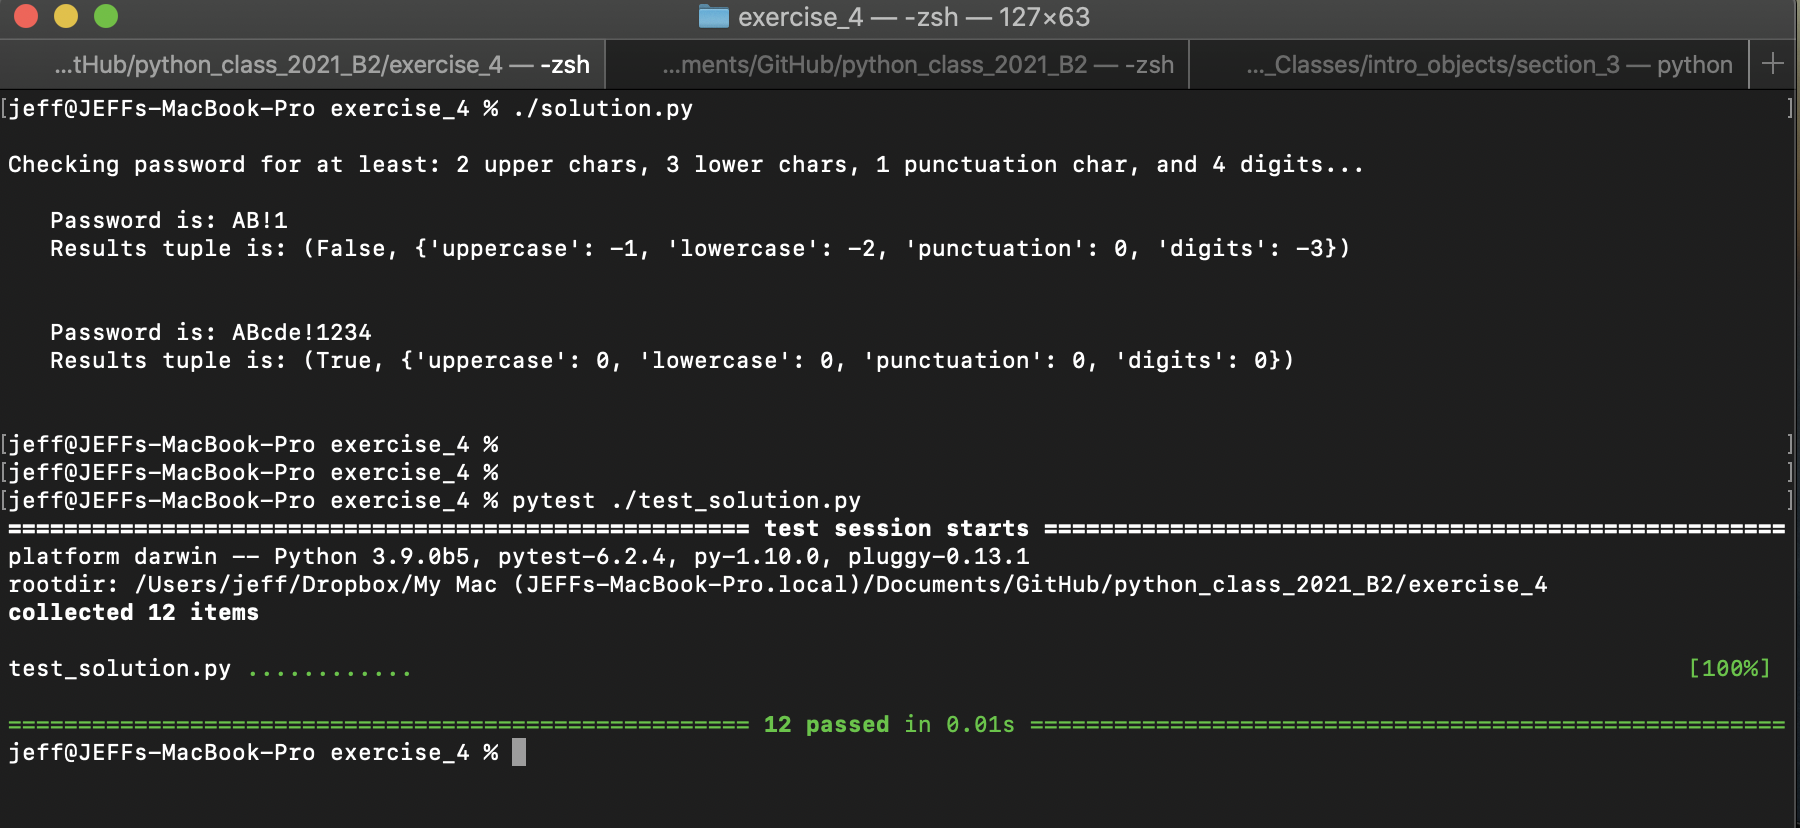 exercise_4 — -zsh — 127×63
...tHub/python_class_2021_B2/exercise_4 — -zsh
...ments/GitHub/python_class_2021_B2 — -zsh
..._Classes/intro_objects/section_3 — python
[jeff@JEFFs-MacBook-Pro exercise_4 % ./solution.py ]
Checking password for at least: 2 upper chars, 3 lower chars, 1 punctuation char, and 4 digits...
Password is: AB!1
Results tuple is: (False, {'uppercase': -1, 'lowercase': -2, 'punctuation': 0, 'digits': -3})
Password is: ABcde!1234
Results tuple is: (True, {'uppercase': 0, 'lowercase': 0, 'punctuation': 0, 'digits': 0})
[jeff@JEFFs-MacBook-Pro exercise_4 % ]
[jeff@JEFFs-MacBook-Pro exercise_4 % ]
[jeff@JEFFs-MacBook-Pro exercise_4 % pytest ./test_solution.py ]
===================================================== test session starts =====================================================
platform darwin -- Python 3.9.0b5, pytest-6.2.4, py-1.10.0, pluggy-0.13.1
rootdir: /Users/jeff/Dropbox/My Mac (JEFFs-MacBook-Pro.local)/Documents/GitHub/python_class_2021_B2/exercise_4
collected 12 items
test_solution.py ............ [100%]
===================================================== 12 passed in 0.01s ======================================================
jeff@JEFFs-MacBook-Pro exercise_4 %